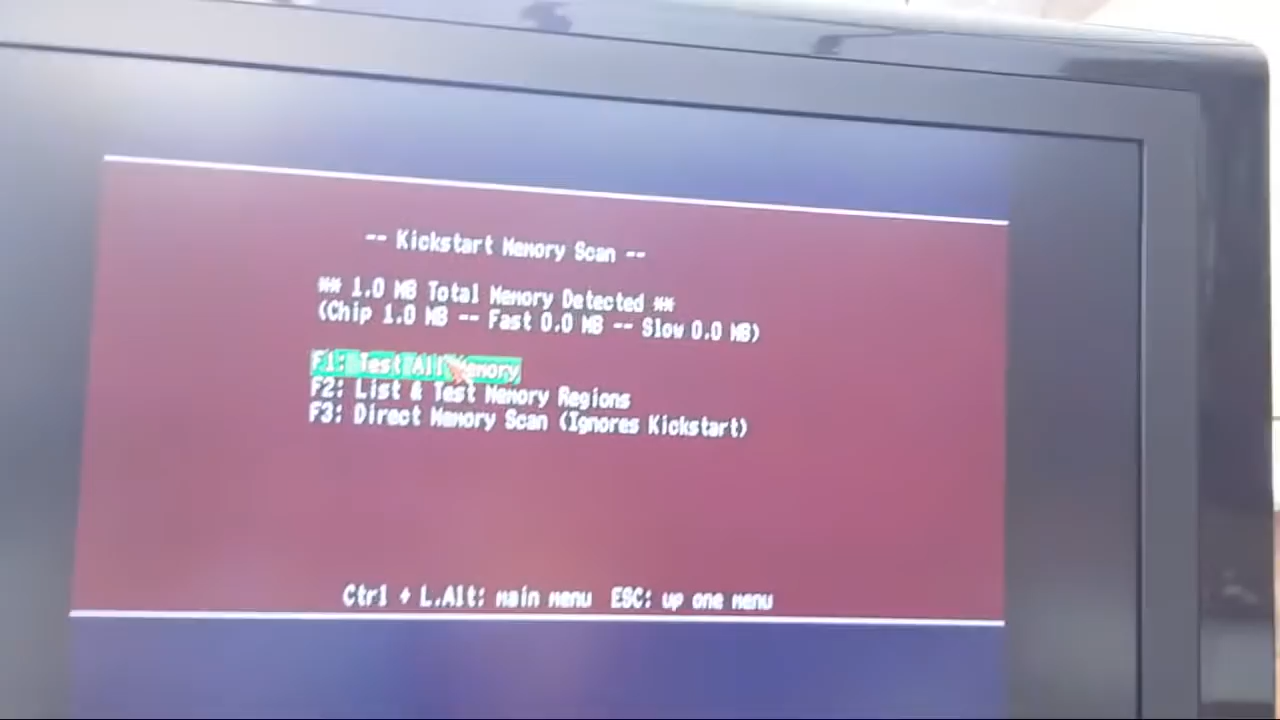 -- Kickstart Memory Scan --
** 1.0 MB Total Memory Detected **
(Chip 1.0 MB -- Fast 0.0 MB -- Slow 0.0 MB)
F1: Test All Memory
F2: List & Test Memory Regions
F3: Direct Memory Scan (Ignores Kickstart)
Ctrl + L.Alt: main menu ESC: up one menu